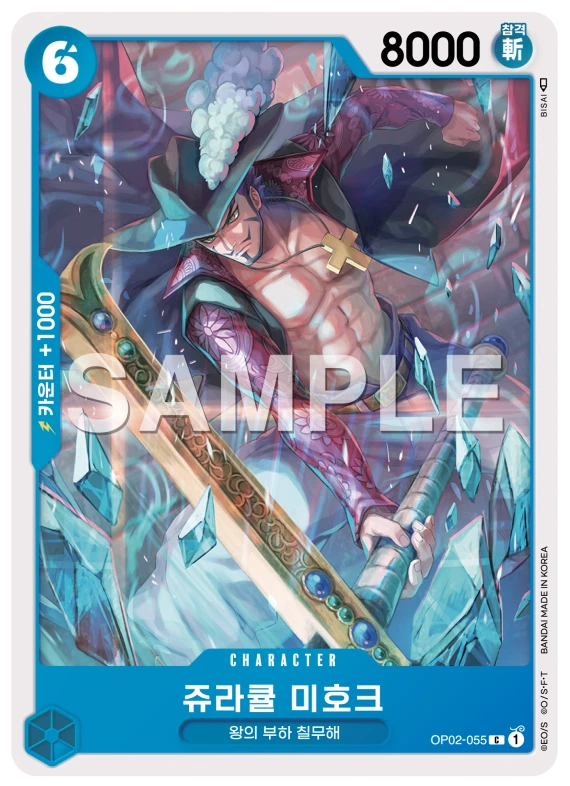 6
8000
참격
斬
BISAI
카운터 +1000
SAMPLE
CHARACTER
쥬라큘 미호크
왕의 부하 칠무해
OP02-055 C 1
©EO/S ©O/S·F·T BANDAI MADE IN KOREA